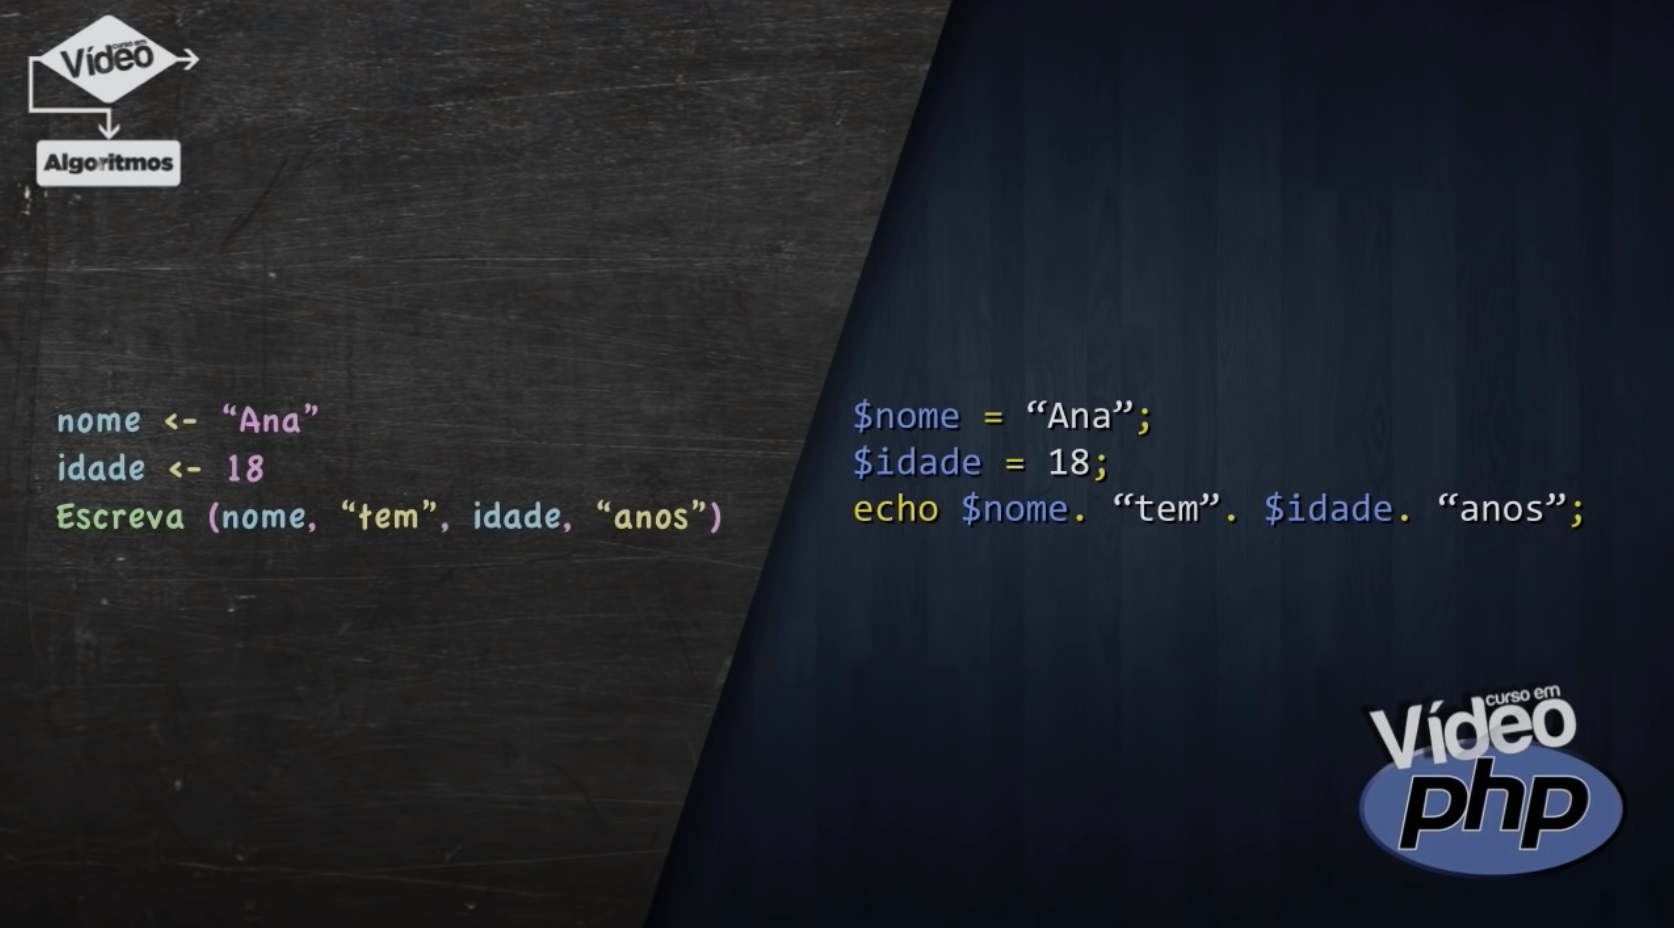 curso em
Vídeo
Algoritmos
nome <- “Ana”
idade <- 18
Escreva (nome, “tem”, idade, “anos”)
$nome = “Ana”;
$idade = 18;
echo $nome. “tem”. $idade. “anos”;
curso em
Vídeo
php